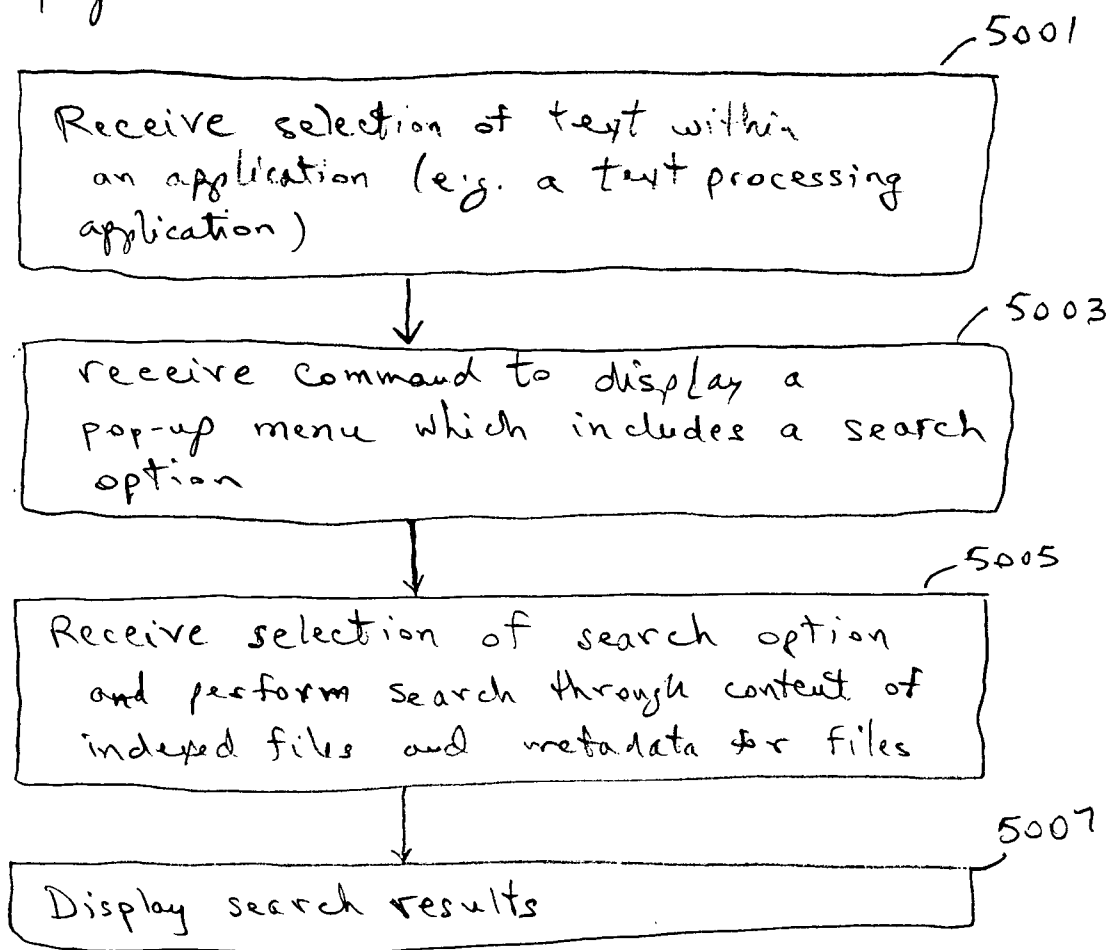 5001
Receive selection of text within
an application (e.g. a text processing
application)
5003
receive command to display a
pop-up menu which includes a search
option
5005
Receive selection of search option
and perform search through content of
indexed files and metadata for files
5007
Display search results